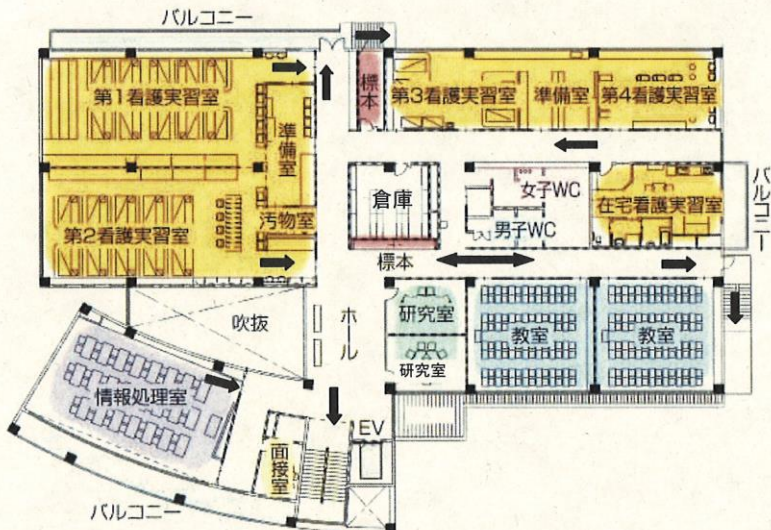 バルコニー
第1看護実習室
準備室
標本
第3看護実習室
準備室
第4看護実習室
倉庫
女子WC
男子WC
在宅看護実習室
バルコニー
第2看護実習室
汚物室
標本
吹抜
ホール
研究室
教室
教室
研究室
情報処理室
面接室
EV
バルコニー